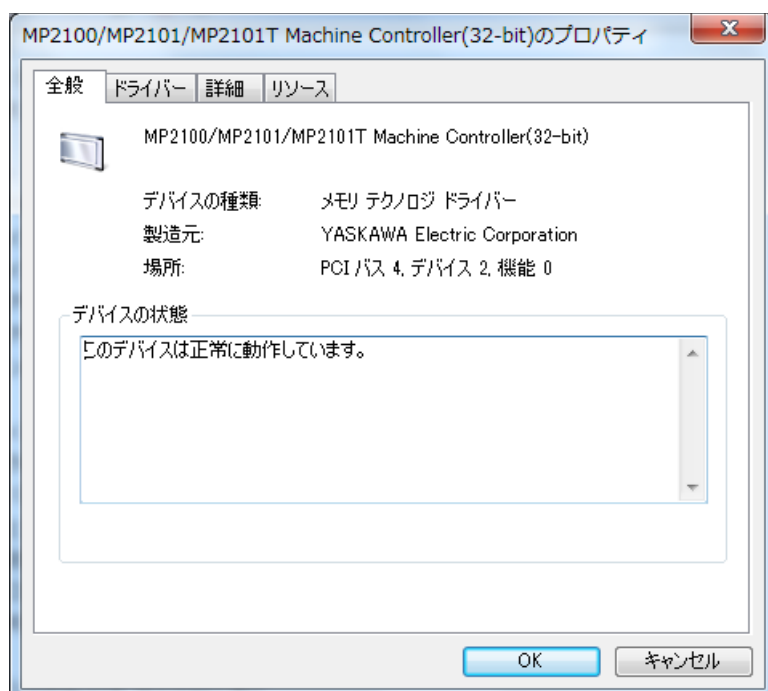 MP2100/MP2101/MP2101T Machine Controller(32-bit)のプロパティ
全般 ドライバー 詳細 リソース
MP2100/MP2101/MP2101T Machine Controller(32-bit)
デバイスの種類: メモリ テクノロジ ドライバー
製造元: YASKAWA Electric Corporation
場所: PCI バス 4, デバイス 2, 機能 0
デバイスの状態
このデバイスは正常に動作しています。
OK キャンセル